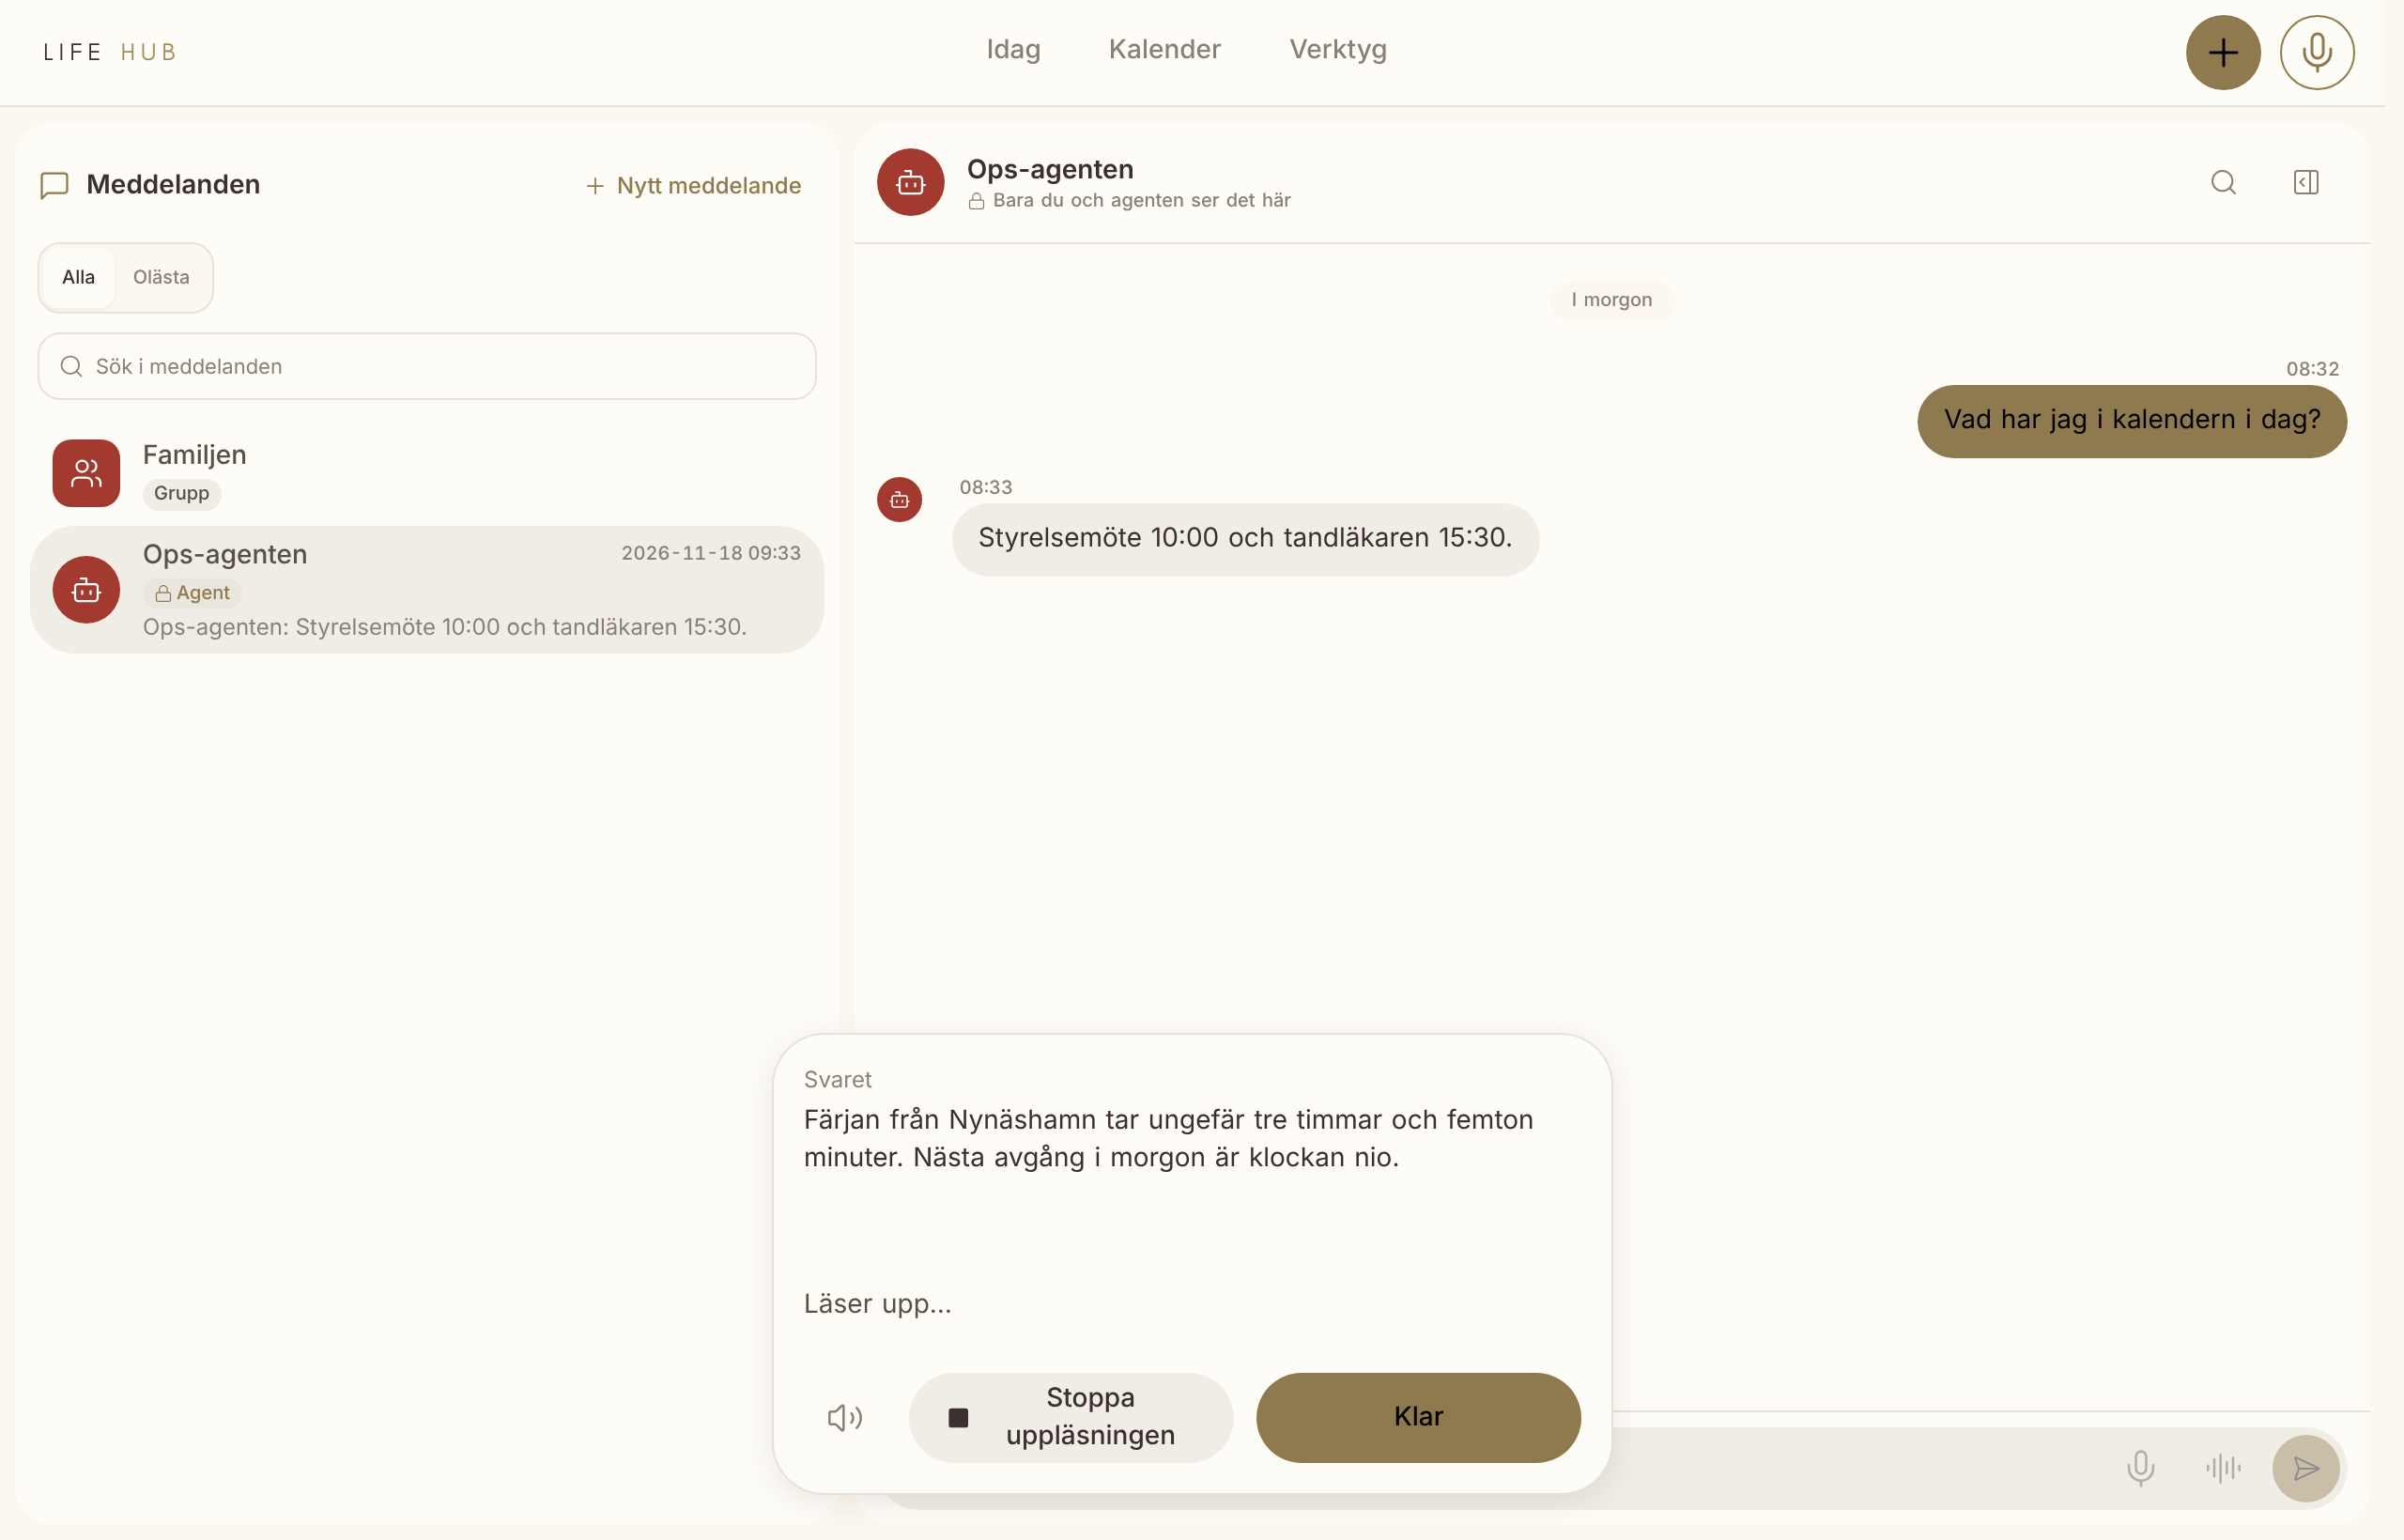 LIFE HUB
Idag
Kalender
Verktyg
Meddelanden
Nytt meddelande
Alla
Olästa
Sök i meddelanden
Familjen
Grupp
Ops-agenten
2026-11-18 09:33
Agent
Ops-agenten: Styrelsemöte 10:00 och tandläkaren 15:30.
Ops-agenten
Bara du och agenten ser det här
I morgon
08:32
Vad har jag i kalendern i dag?
08:33
Styrelsemöte 10:00 och tandläkaren 15:30.
Svaret
Färjan från Nynäshamn tar ungefär tre timmar och femton
minuter. Nästa avgång i morgon är klockan nio.
Läser upp...
Stoppa
uppläsningen
Klar